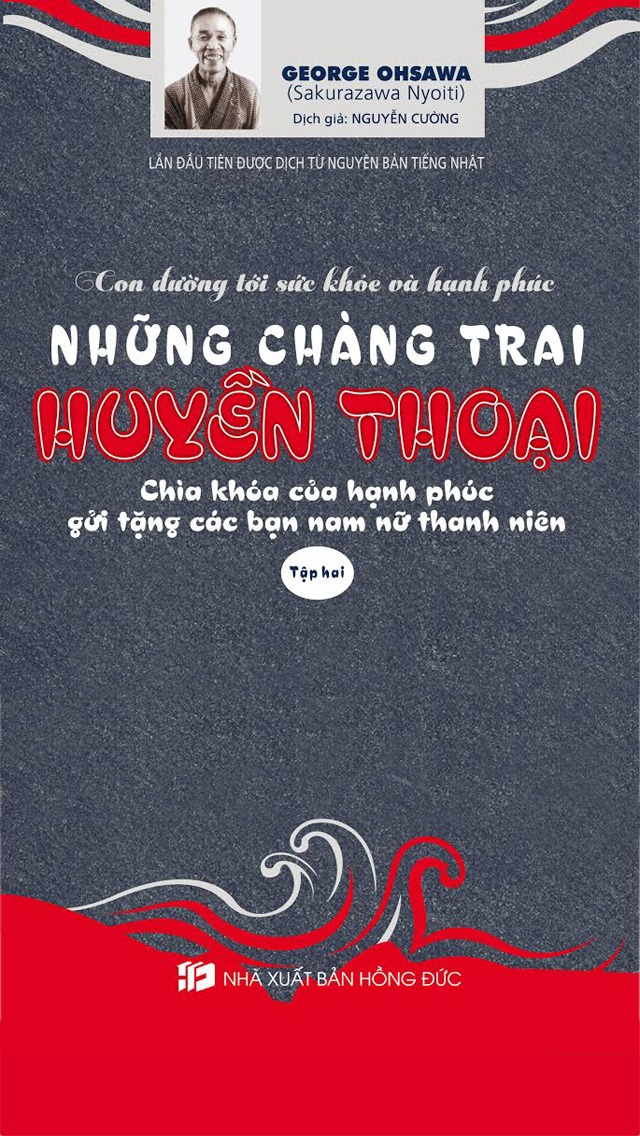 GEORGE OHSAWA
(Sakurazawa Nyoiti)
Dịch giả: NGUYỄN CƯỜNG
LẦN ĐẦU TIÊN ĐƯỢC DỊCH TỪ NGUYÊN BẢN TIẾNG NHẬT
Con đường tới sức khỏe và hạnh phúc
NHỮNG CHÀNG TRAI
HUYỀN THOẠI
Chìa khóa của hạnh phúc
gửi tặng các bạn nam nữ thanh niên
Tập hai
NHÀ XUẤT BẢN HỒNG ĐỨC